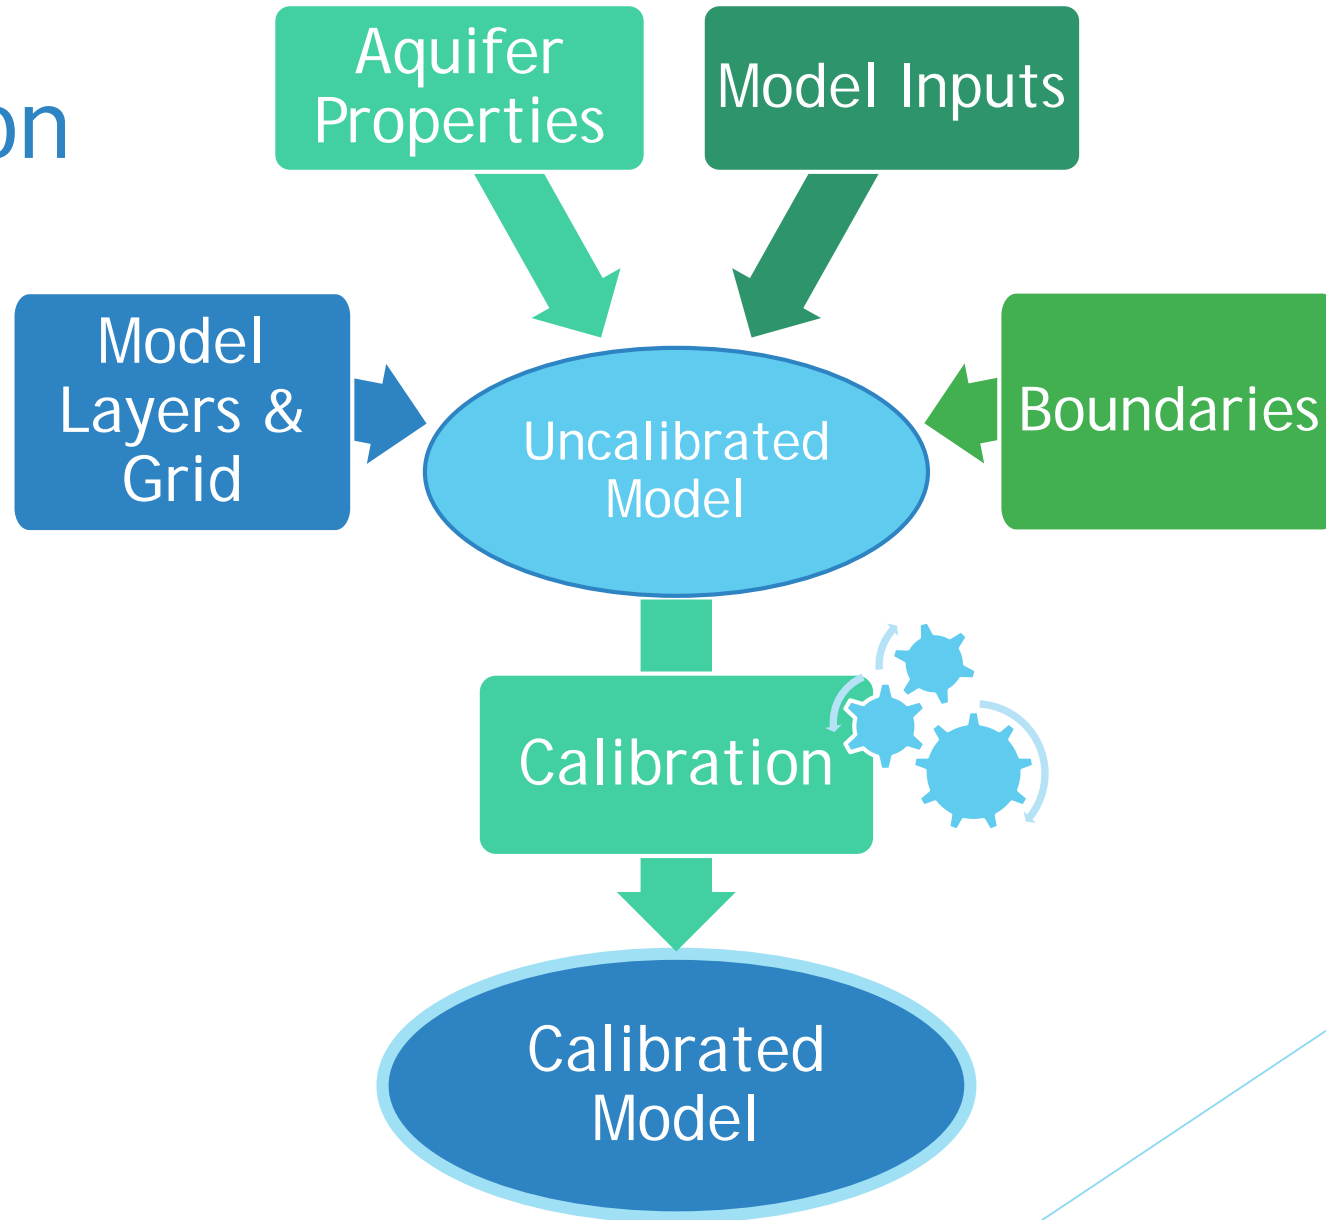 on
Aquifer
Properties
Model Inputs
Model
Layers &
Grid
Boundaries
Uncalibrated
Model
Calibration
Calibrated
Model